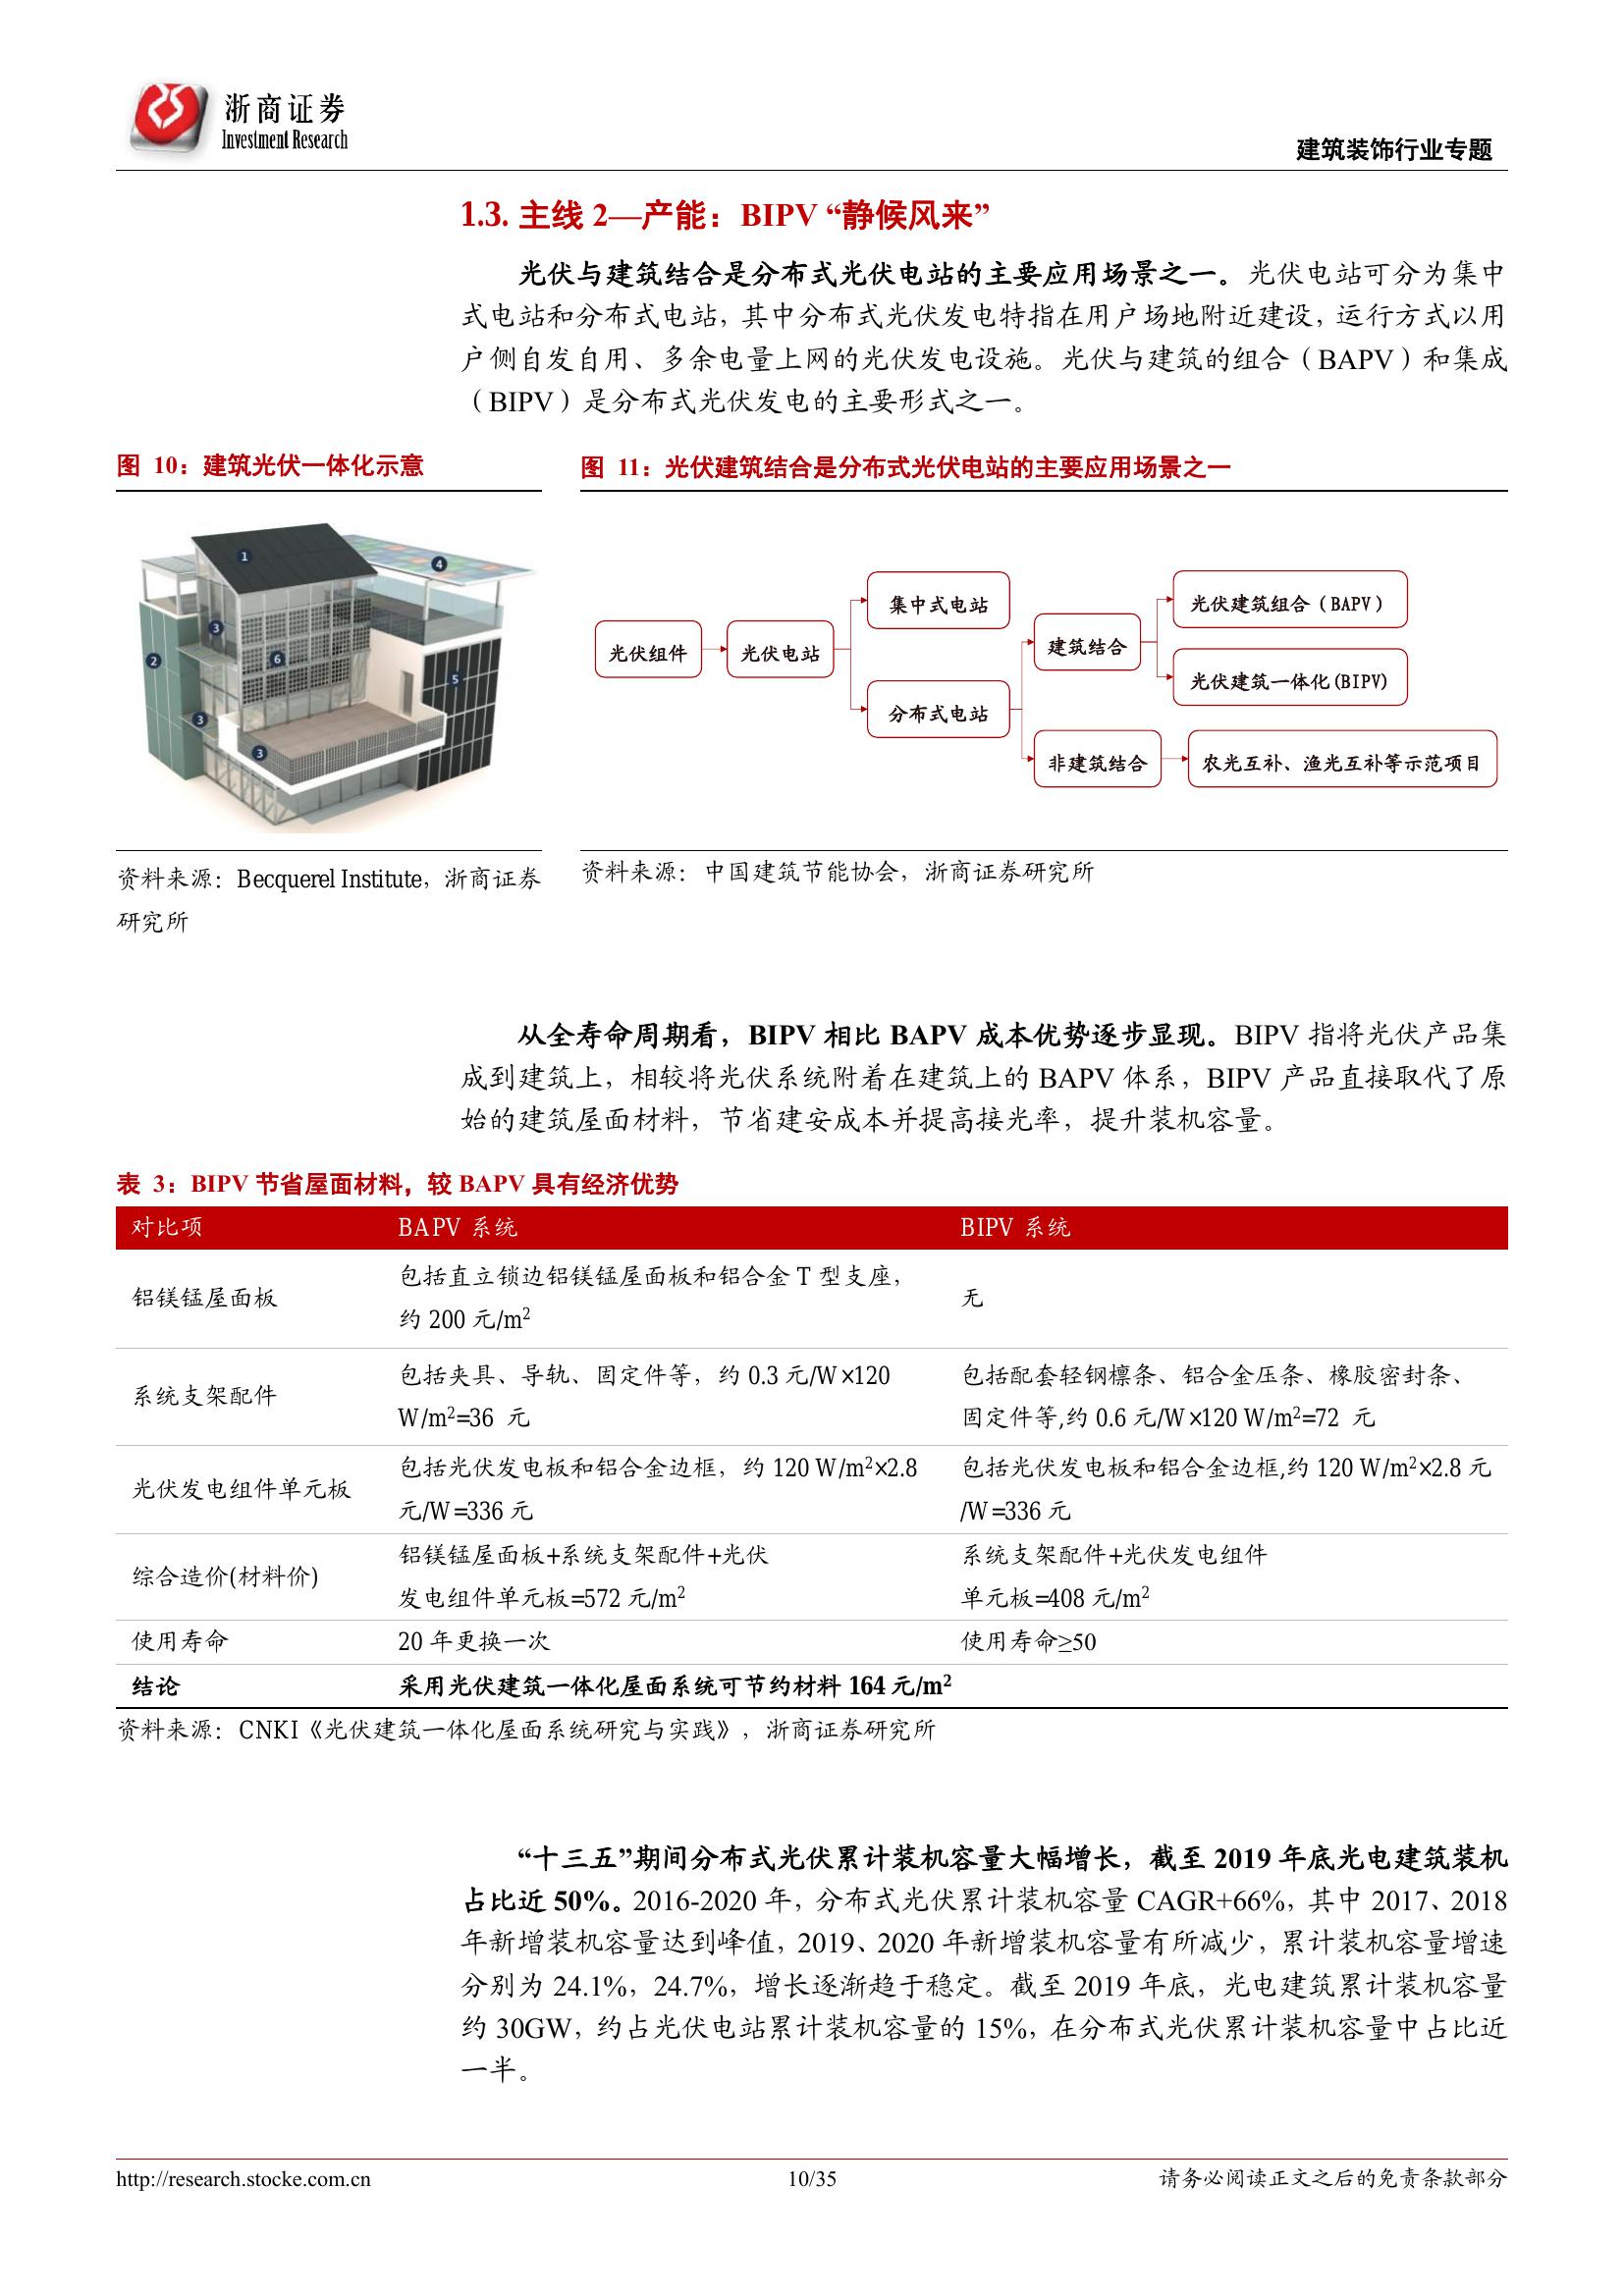 浙商证券
Investment Research
建筑装饰行业专题
1.3. 主线 2—产能：BIPV “静候风来”
光伏与建筑结合是分布式光伏电站的主要应用场景之一。光伏电站可分为集中
式电站和分布式电站，其中分布式光伏发电特指在用户场地附近建设，运行方式以用
户侧自发自用、多余电量上网的光伏发电设施。光伏与建筑的组合（BAPV）和集成
（BIPV）是分布式光伏发电的主要形式之一。
图 10：建筑光伏一体化示意
1
4
3
2
6
5
3
3
资料来源：Becquerel Institute，浙商证券
研究所
图 11：光伏建筑结合是分布式光伏电站的主要应用场景之一
光伏组件
光伏电站
集中式电站
分布式电站
建筑结合
非建筑结合
光伏建筑组合（BAPV）
光伏建筑一体化(BIPV)
农光互补、渔光互补等示范项目
资料来源：中国建筑节能协会，浙商证券研究所
从全寿命周期看，BIPV 相比 BAPV 成本优势逐步显现。BIPV 指将光伏产品集
成到建筑上，相较将光伏系统附着在建筑上的 BAPV 体系，BIPV 产品直接取代了原
始的建筑屋面材料，节省建安成本并提高接光率，提升装机容量。
表 3：BIPV 节省屋面材料，较 BAPV 具有经济优势
对比项 BAPV 系统 BIPV 系统
铝镁锰屋面板 包括直立锁边铝镁锰屋面板和铝合金 T 型支座， 无
约 200 元/m²
系统支架配件 包括夹具、导轨、固定件等，约 0.3 元/W×120 包括配套轻钢檩条、铝合金压条、橡胶密封条、
W/m²=36 元 固定件等,约 0.6 元/W×120 W/m²=72 元
光伏发电组件单元板 包括光伏发电板和铝合金边框，约 120 W/m²×2.8 包括光伏发电板和铝合金边框,约 120 W/m²×2.8 元
元/W=336 元 /W=336 元
综合造价(材料价) 铝镁锰屋面板+系统支架配件+光伏 系统支架配件+光伏发电组件
发电组件单元板=572 元/m² 单元板=408 元/m²
使用寿命 20 年更换一次 使用寿命≥50
结论 采用光伏建筑一体化屋面系统可节约材料 164 元/m²
资料来源：CNKI《光伏建筑一体化屋面系统研究与实践》，浙商证券研究所
“十三五”期间分布式光伏累计装机容量大幅增长，截至 2019 年底光电建筑装机
占比近 50%。2016-2020 年，分布式光伏累计装机容量 CAGR+66%，其中 2017、2018
年新增装机容量达到峰值，2019、2020 年新增装机容量有所减少，累计装机容量增速
分别为 24.1%，24.7%，增长逐渐趋于稳定。截至 2019 年底，光电建筑累计装机容量
约 30GW，约占光伏电站累计装机容量的 15%，在分布式光伏累计装机容量中占比近
一半。
http://research.stocke.com.cn
10/35
请务必阅读正文之后的免责条款部分